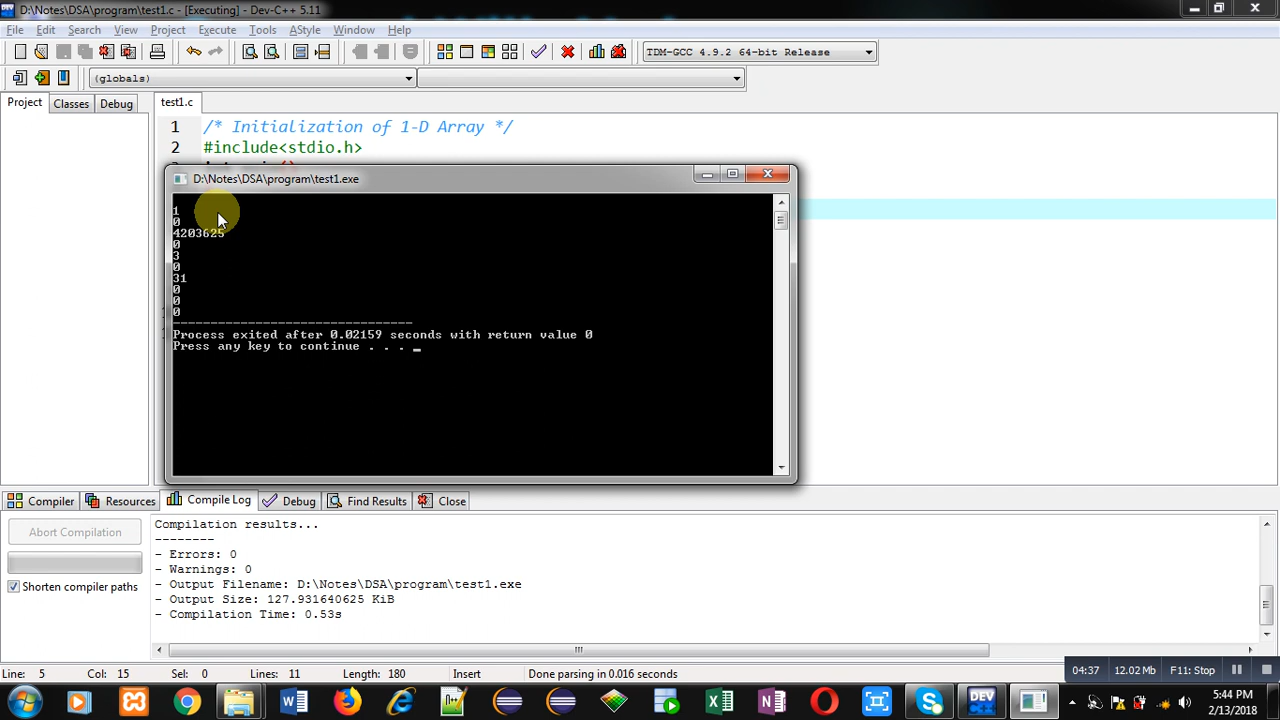 D:\Notes\DSA\program\test1.c - [Executing] - Dev-C++ 5.11
File Edit Search View Project Execute Tools AStyle Window Help
TDM-GCC 4.9.2 64-bit Release
(globals)
Project Classes Debug test1.c
1 /* Initialization of 1-D Array */
2 #include<stdio.h>
D:\Notes\DSA\program\test1.exe
1
0
4203625
0
3
0
31
0
0
0
--------------------------------
Process exited after 0.02159 seconds with return value 0
Press any key to continue . . . _
Compiler Resources Compile Log Debug Find Results Close
Abort Compilation
Shorten compiler paths
Compilation results...
--------
- Errors: 0
- Warnings: 0
- Output Filename: D:\Notes\DSA\program\test1.exe
- Output Size: 127.931640625 KiB
- Compilation Time: 0.53s
Line: 5 Col: 15 Sel: 0 Lines: 11 Length: 180 Insert Done parsing in 0.016 seconds
04:37 12.02 Mb F11: Stop
5:44 PM
2/13/2018